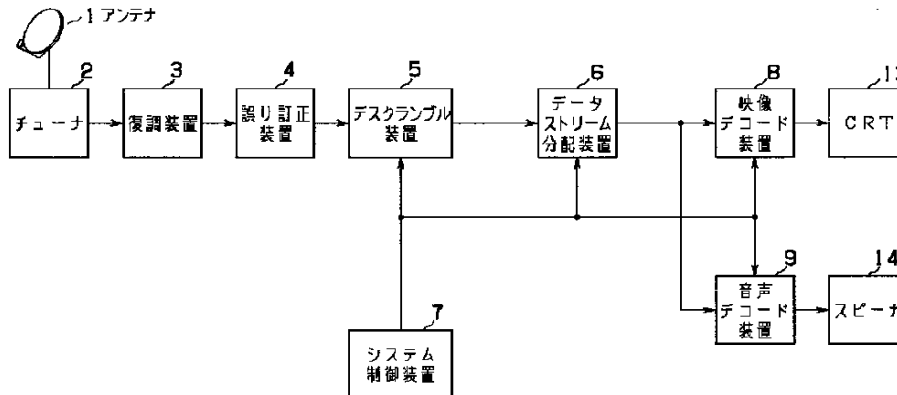 1 アンテナ
2
チューナ
3
復調装置
4
誤り訂正
装置
5
デスクランブル
装置
6
データ
ストリーム
分配装置
8
映像
デコード
装置
CRT
9
音声
デコード
装置
14
スピーカ
7
システム
制御装置